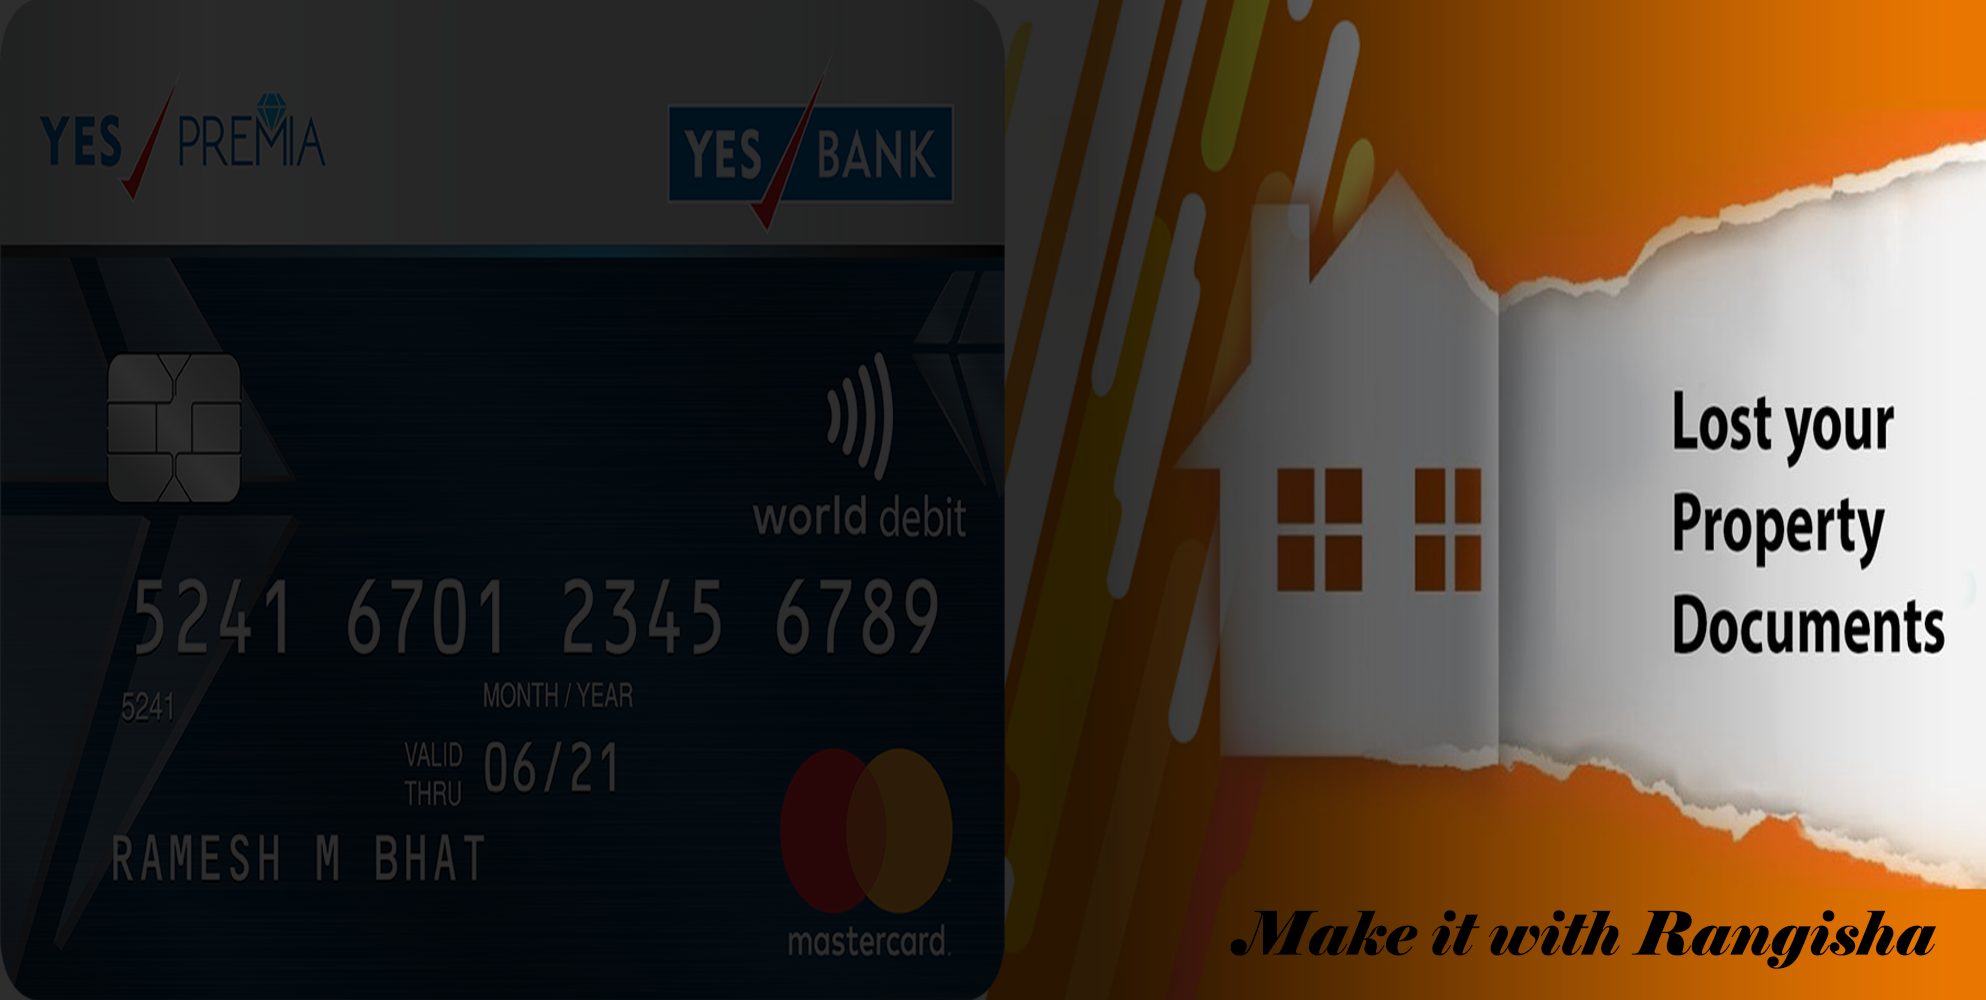 YES PREMIA
YES BANK
world debit
5241 6701 2345 6789
5241
MONTH / YEAR
VALID THRU 06/21
RAMESH M BHAT
mastercard.
Lost your
Property
Documents
Make it with Rangisha